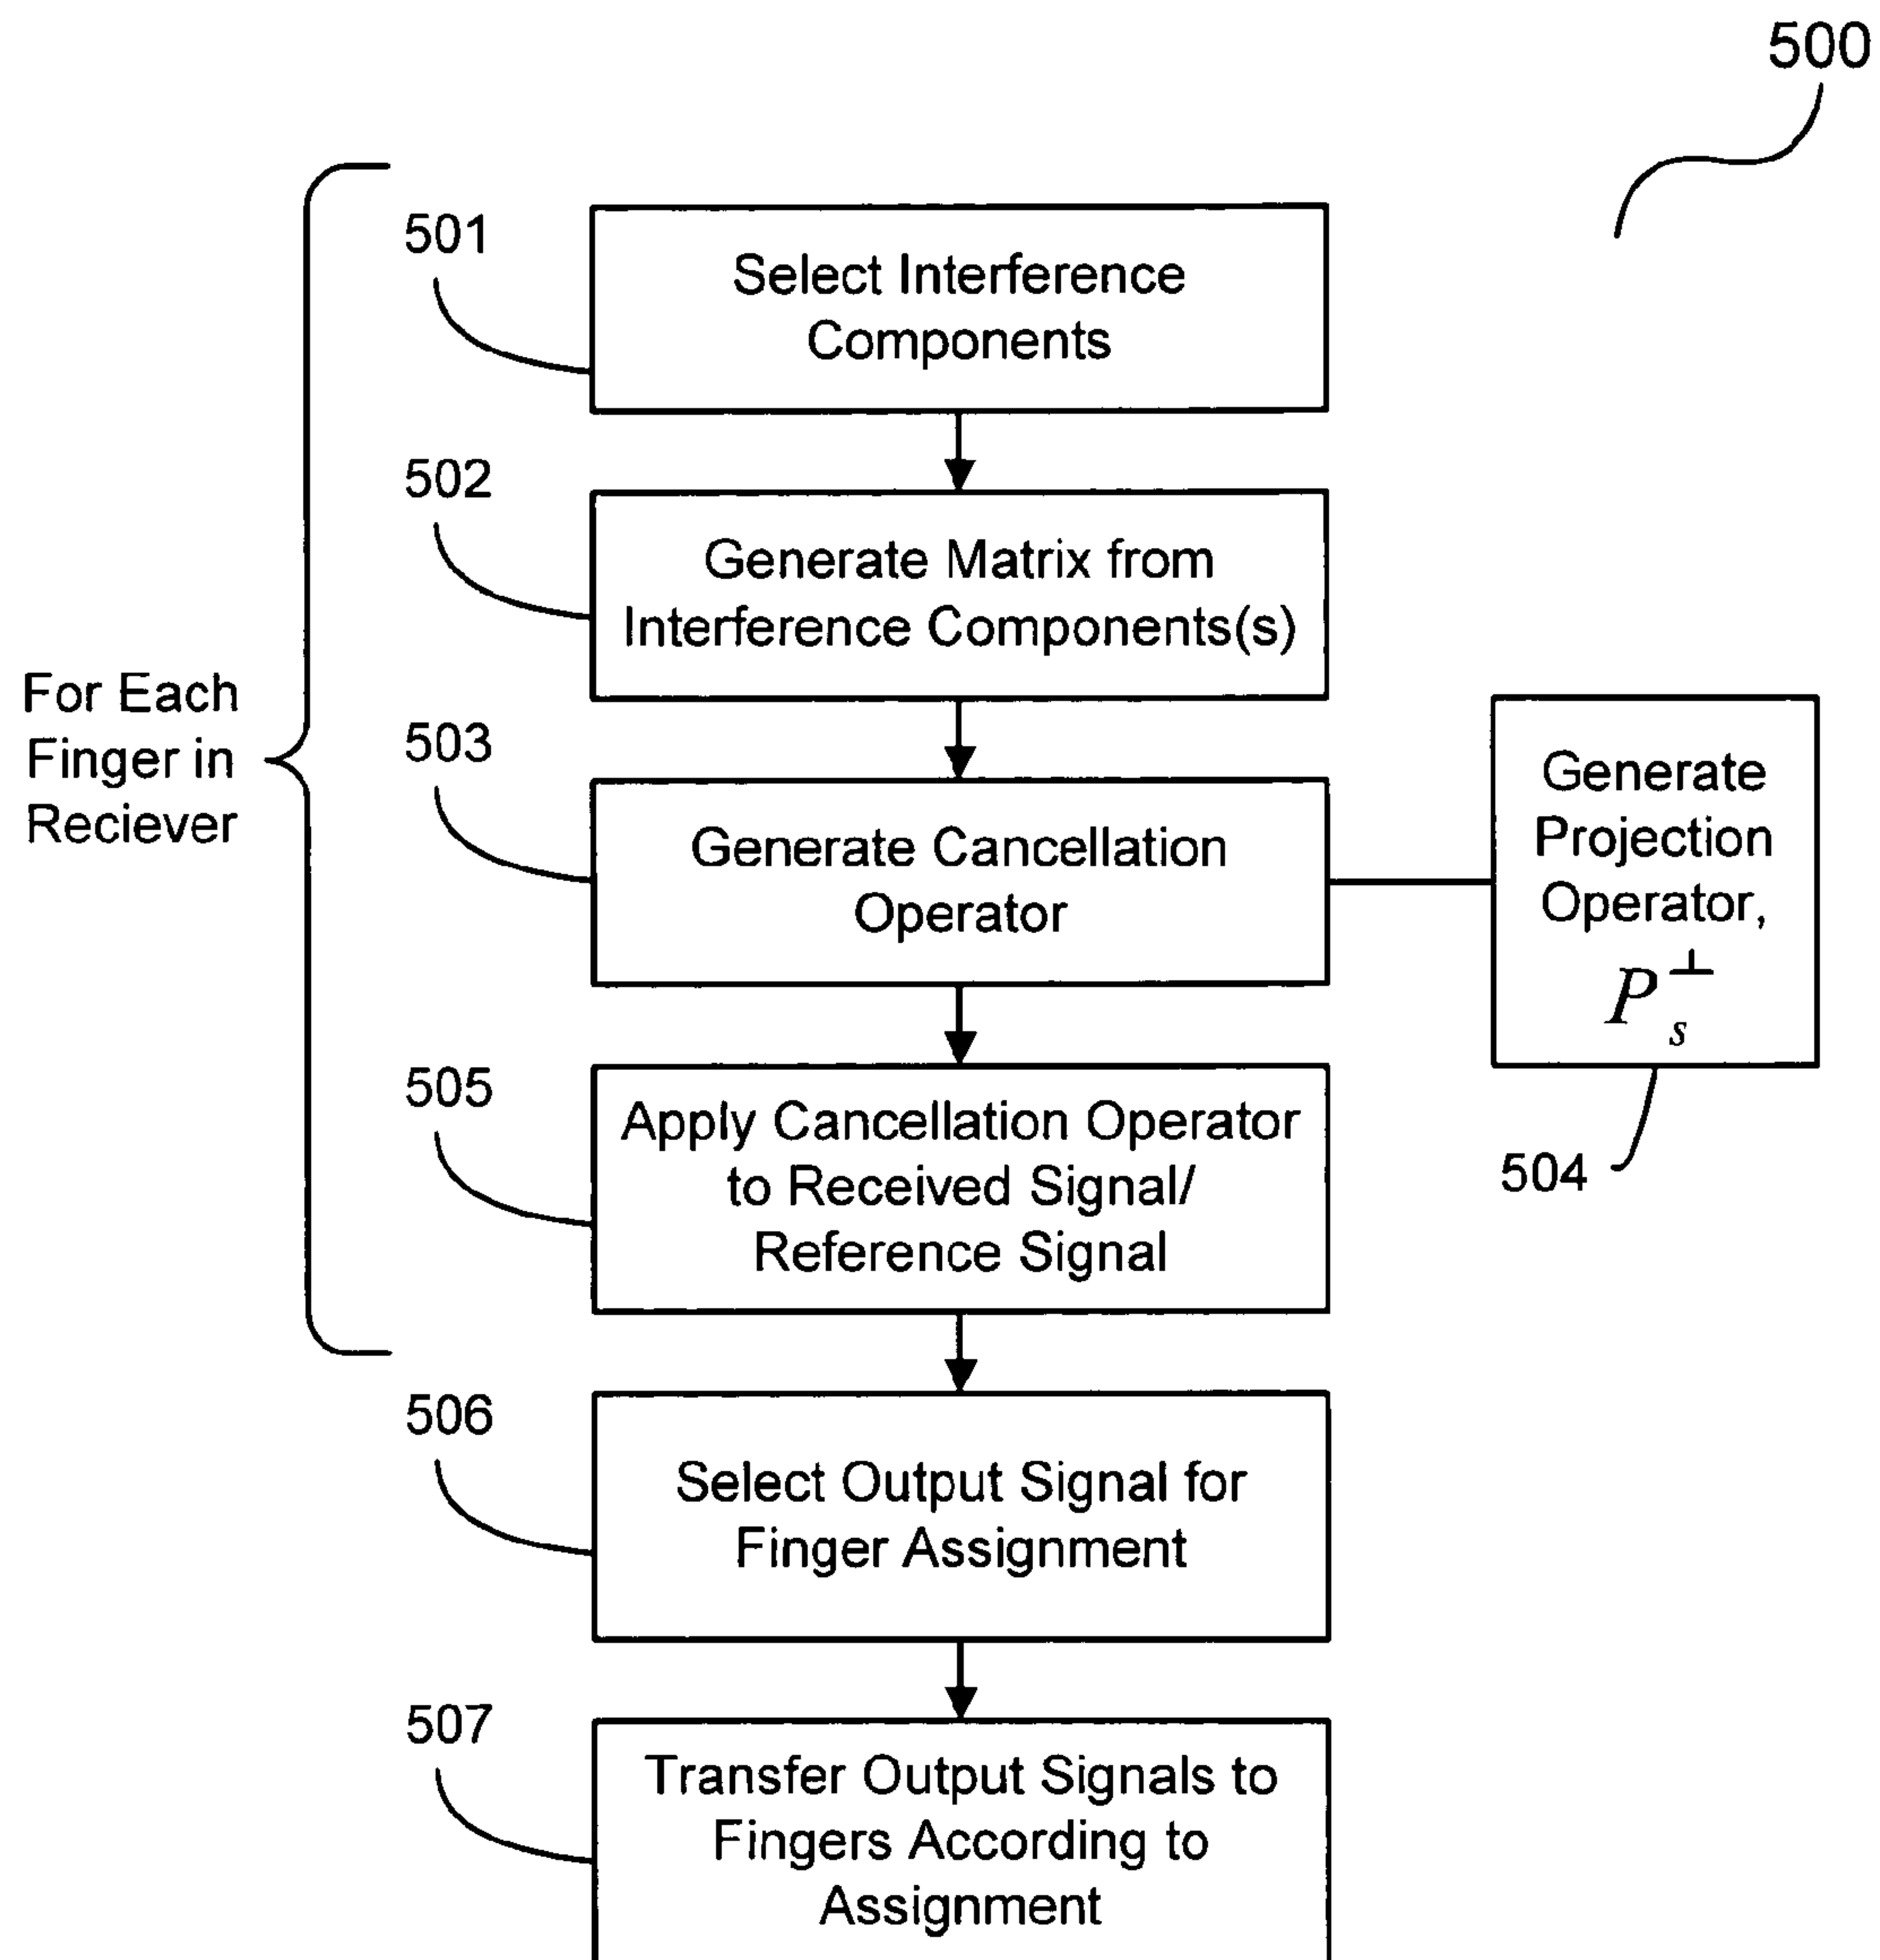 500
501
Select Interference
Components
502
Generate Matrix from
Interference Components(s)
For Each
Finger in
Reciever
503
Generate Cancellation
Operator
Generate
Projection
Operator,
P_s^⊥
504
505
Apply Cancellation Operator
to Received Signal/
Reference Signal
506
Select Output Signal for
Finger Assignment
507
Transfer Output Signals to
Fingers According to
Assignment